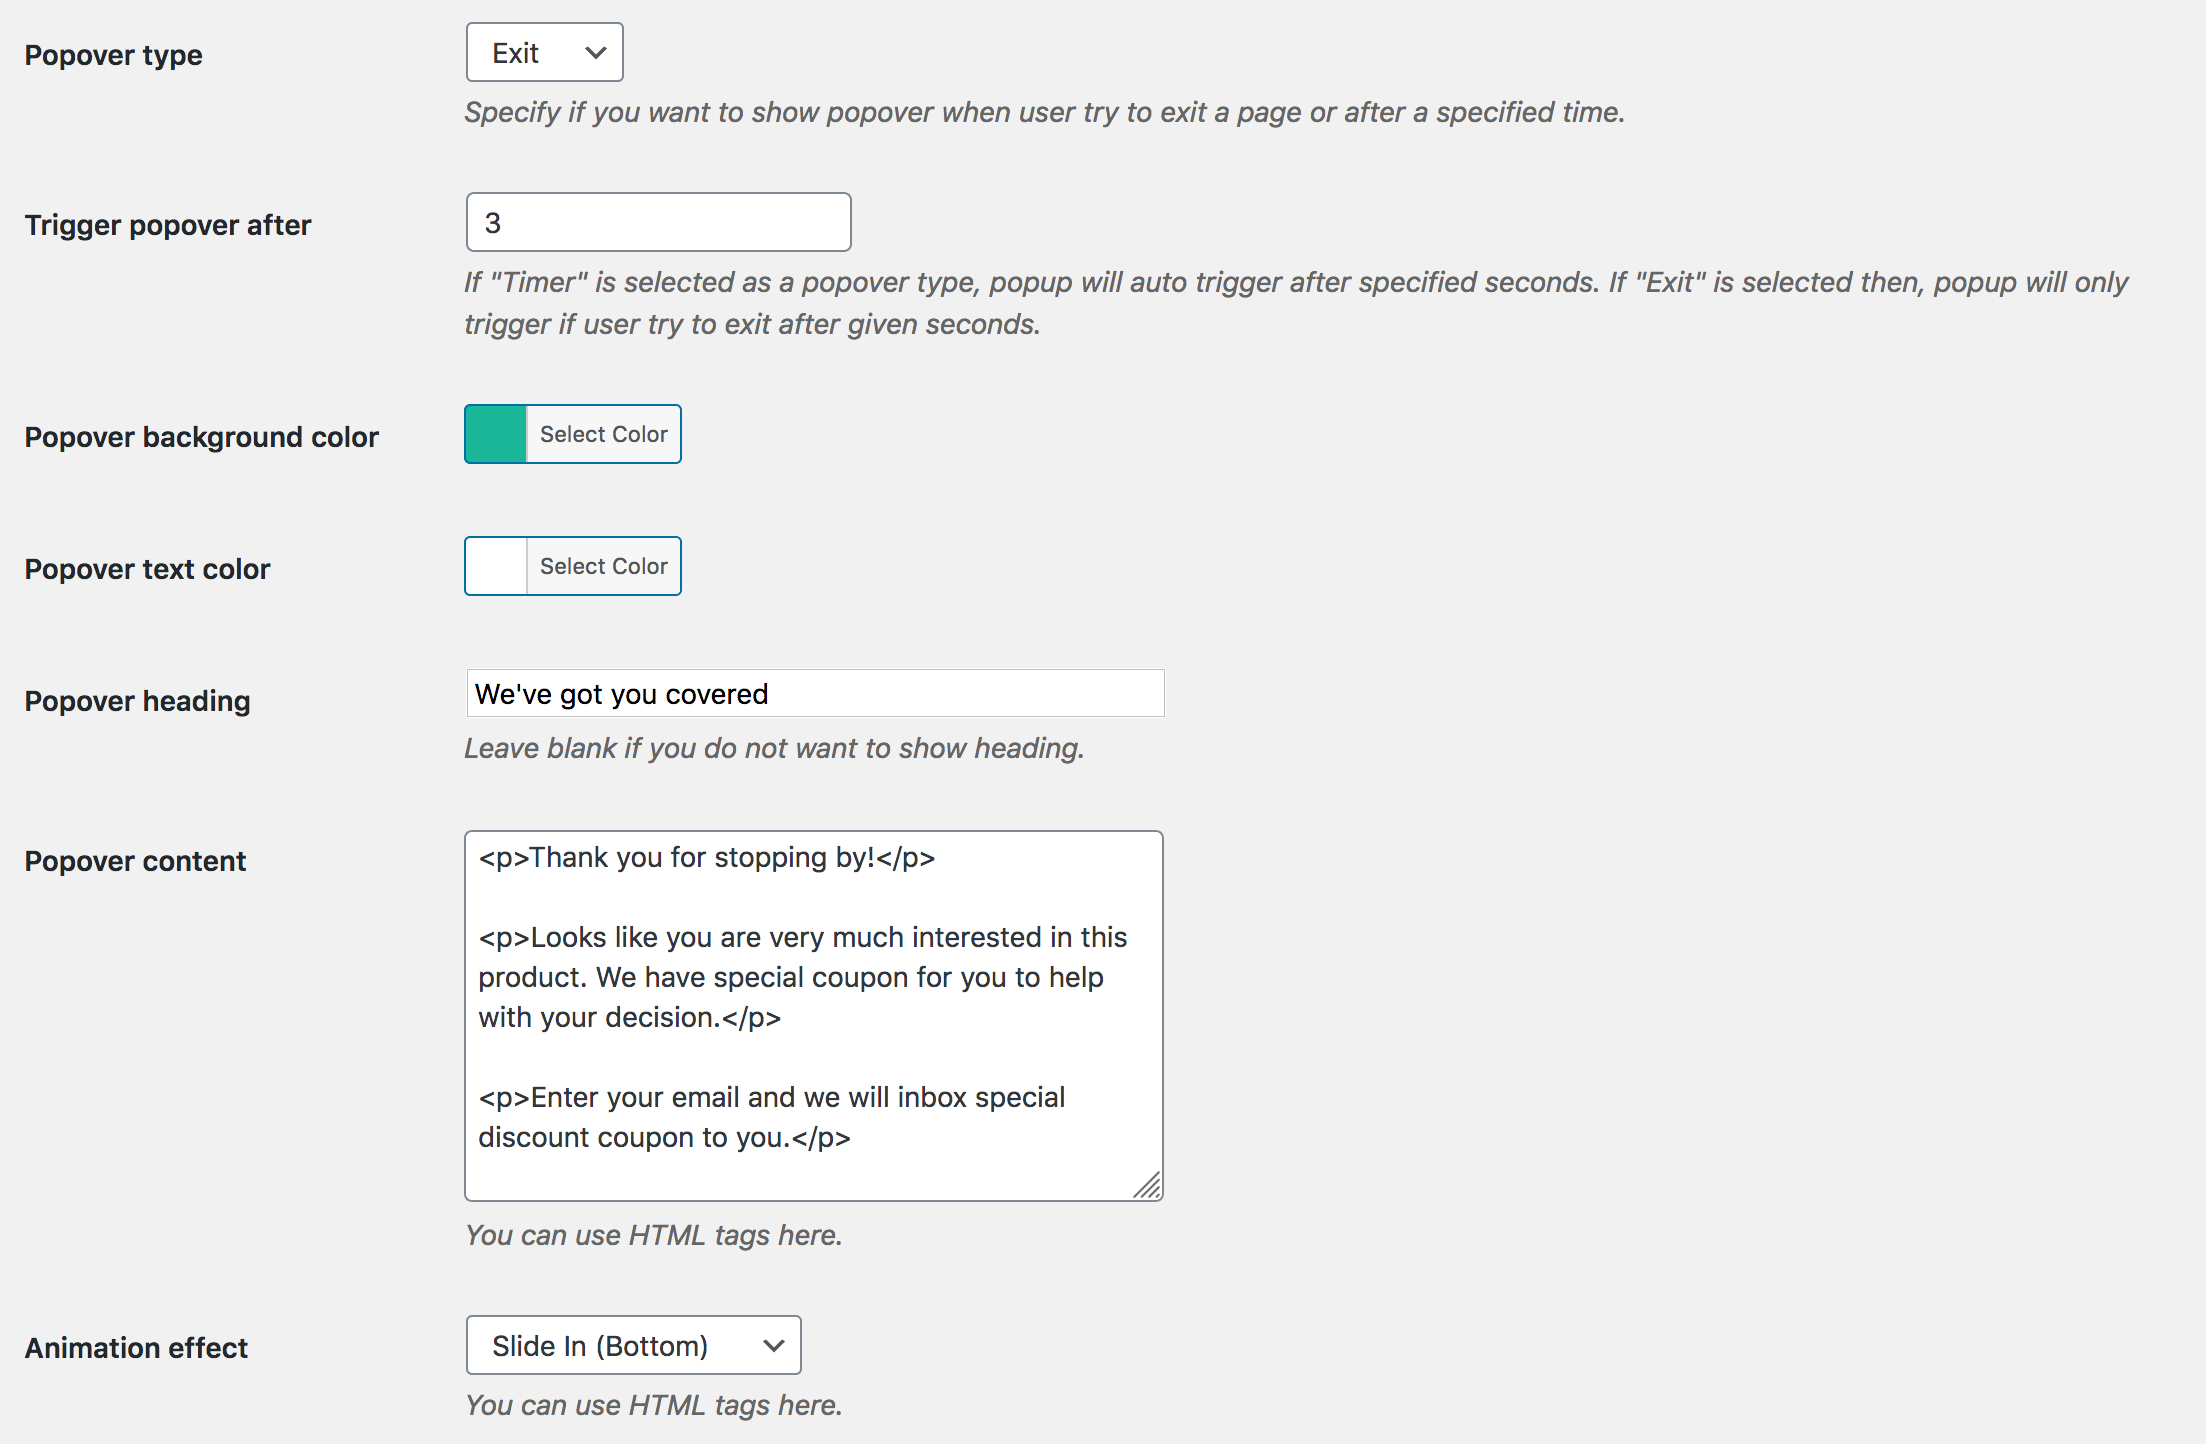 Popover type
Exit
Specify if you want to show popover when user try to exit a page or after a specified time.
Trigger popover after
3
If "Timer" is selected as a popover type, popup will auto trigger after specified seconds. If "Exit" is selected then, popup will only
trigger if user try to exit after given seconds.
Popover background color
Select Color
Popover text color
Select Color
Popover heading
We've got you covered
Leave blank if you do not want to show heading.
Popover content
<p>Thank you for stopping by!</p>
<p>Looks like you are very much interested in this
product. We have special coupon for you to help
with your decision.</p>
<p>Enter your email and we will inbox special
discount coupon to you.</p>
You can use HTML tags here.
Animation effect
Slide In (Bottom)
You can use HTML tags here.